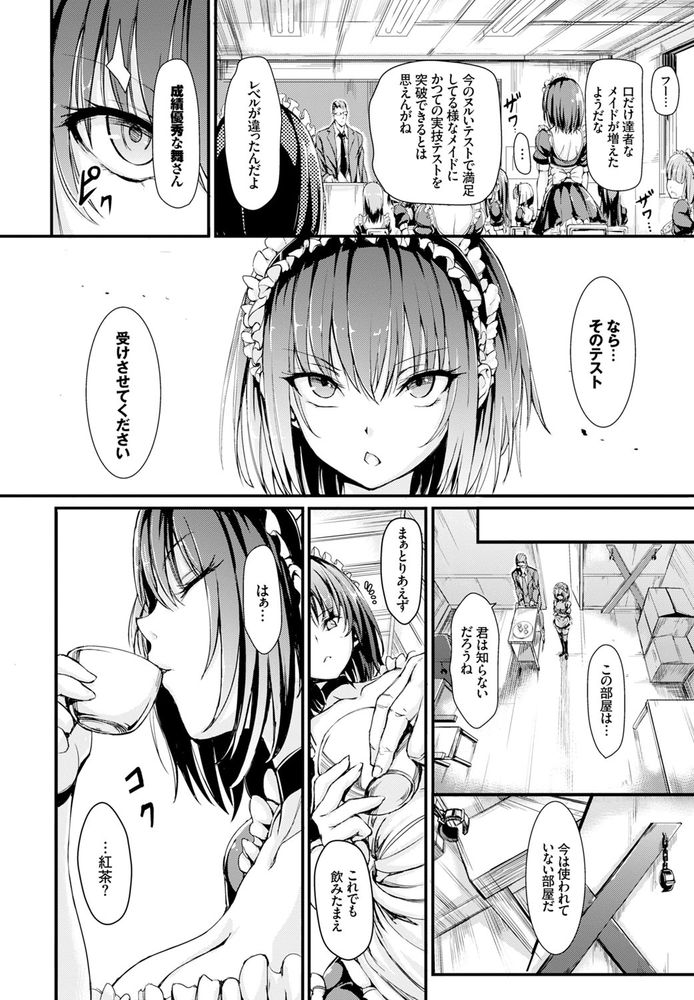 フー…
口だけ達者な
メイドが増えた
ようだな
ザワ…
…
ザワ…
今のヌルいテストで満足
してる様なメイドに
かつての実技テストを
突破できるとは
思えんがね
レベルが違ったんだよ
成績優秀な舞さん
ピク
なら…
そのテスト
受けさせてください
この部屋は…
君は知らない
だろうね
今は使われて
いない部屋だ
まぁとりあえず
これでも
飲みたまえ
はぁ…
コク
…紅茶？